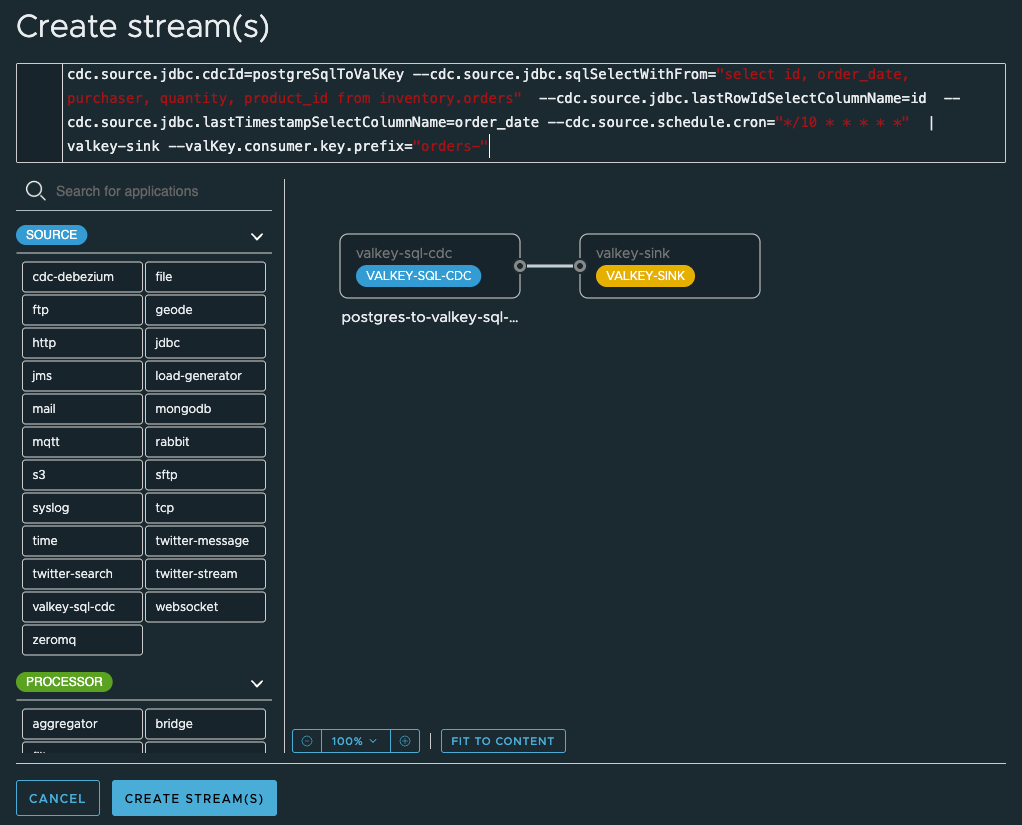 Create stream(s)
cdc.source.jdbc.cdcId=postgreSqlToValKey --cdc.source.jdbc.sqlSelectWithFrom="select id, order_date,
purchaser, quantity, product_id from inventory.orders"  --cdc.source.jdbc.lastRowIdSelectColumnName=id  --
cdc.source.jdbc.lastTimestampSelectColumnName=order_date --cdc.source.schedule.cron="*/10 * * * * *"  |
valkey-sink --valKey.consumer.key.prefix="orders-"
Search for applications
SOURCE
cdc-debezium file
ftp geode
http jdbc
jms load-generator
mail mongodb
mqtt rabbit
s3 sftp
syslog tcp
time twitter-message
twitter-search twitter-stream
valkey-sql-cdc websocket
zeromq
PROCESSOR
aggregator bridge
valkey-sql-cdc
VALKEY-SQL-CDC
valkey-sink
VALKEY-SINK
postgres-to-valkey-sql-...
100%
FIT TO CONTENT
CANCEL
CREATE STREAM(S)